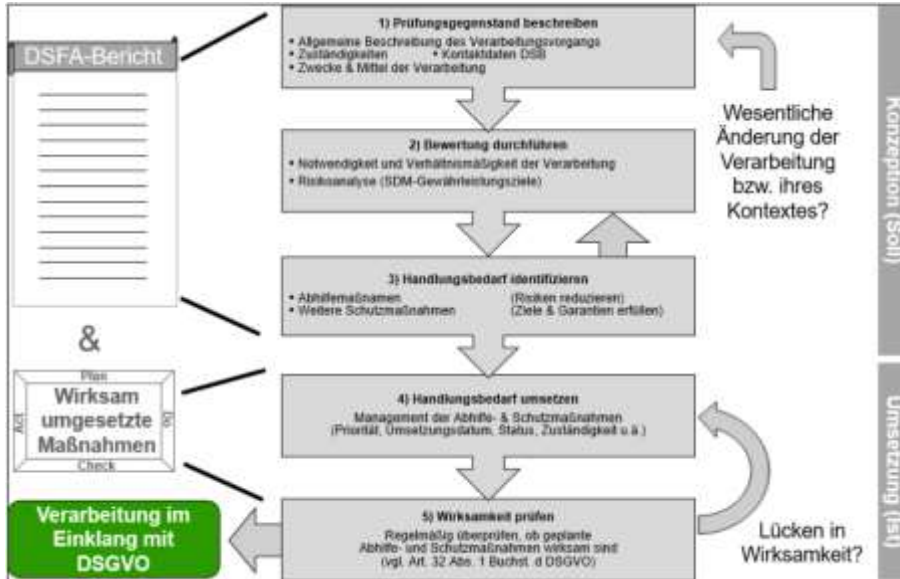 DSFA-Bericht
&
Plan
Do
Check
Act
Wirksam
umgesetzte
Maßnahmen
Verarbeitung im
Einklang mit
DSGVO
1) Prüfungsgegenstand beschreiben
• Allgemeine Beschreibung des Verarbeitungsvorgangs
• Zuständigkeiten • Kontaktdaten DSB
• Zwecke & Mittel der Verarbeitung
2) Bewertung durchführen
• Notwendigkeit und Verhältnismäßigkeit der Verarbeitung
• Risikoanalyse (SDM-Gewährleistungsziele)
3) Handlungsbedarf identifizieren
• Abhilfemaßnamen (Risiken reduzieren)
• Weitere Schutzmaßnahmen (Ziele & Garantien erfüllen)
4) Handlungsbedarf umsetzen
Management der Abhilfe- & Schutzmaßnahmen
(Priorität, Umsetzungsdatum, Status, Zuständigkeit u.ä.)
5) Wirksamkeit prüfen
Regelmäßig überprüfen, ob geplante
Abhilfe- und Schutzmaßnahmen wirksam sind
(vgl. Art. 32 Abs. 1 Buchst. d DSGVO)
Wesentliche
Änderung der
Verarbeitung
bzw. ihres
Kontextes?
Lücken in
Wirksamkeit?
Konzeption (Soll)
Umsetzung (Ist)